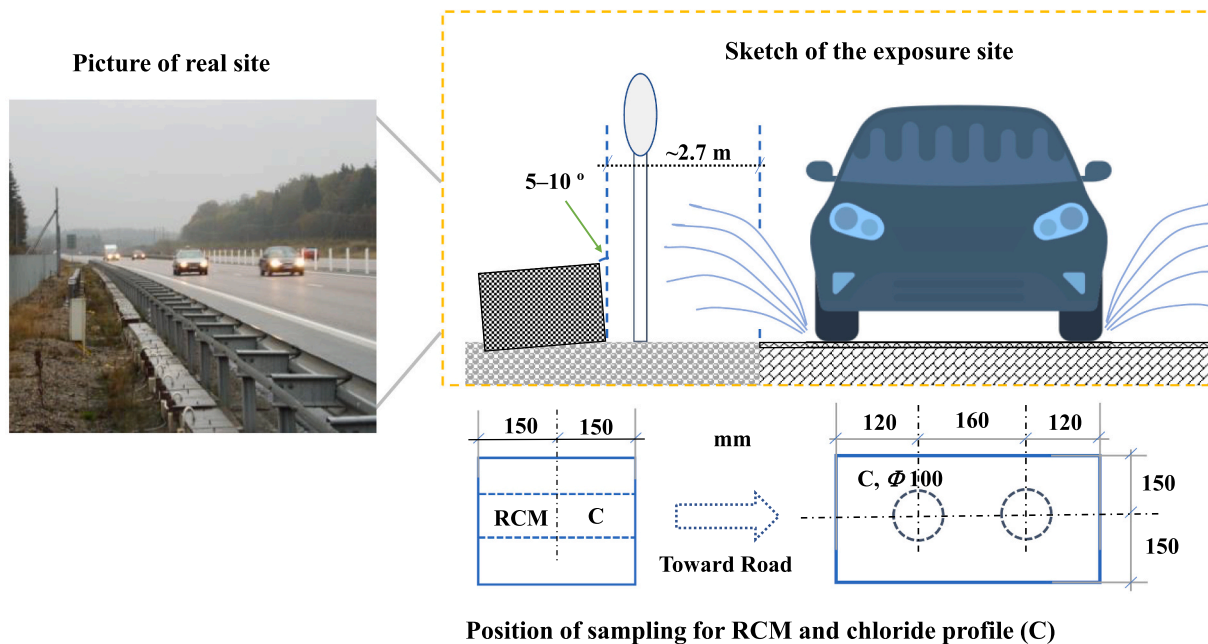 Picture of real site
Sketch of the exposure site
~2.7 m
5–10 °
150 150
mm
120 160 120
RCM C
Toward Road
C, Φ 100
150
150
Position of sampling for RCM and chloride profile (C)